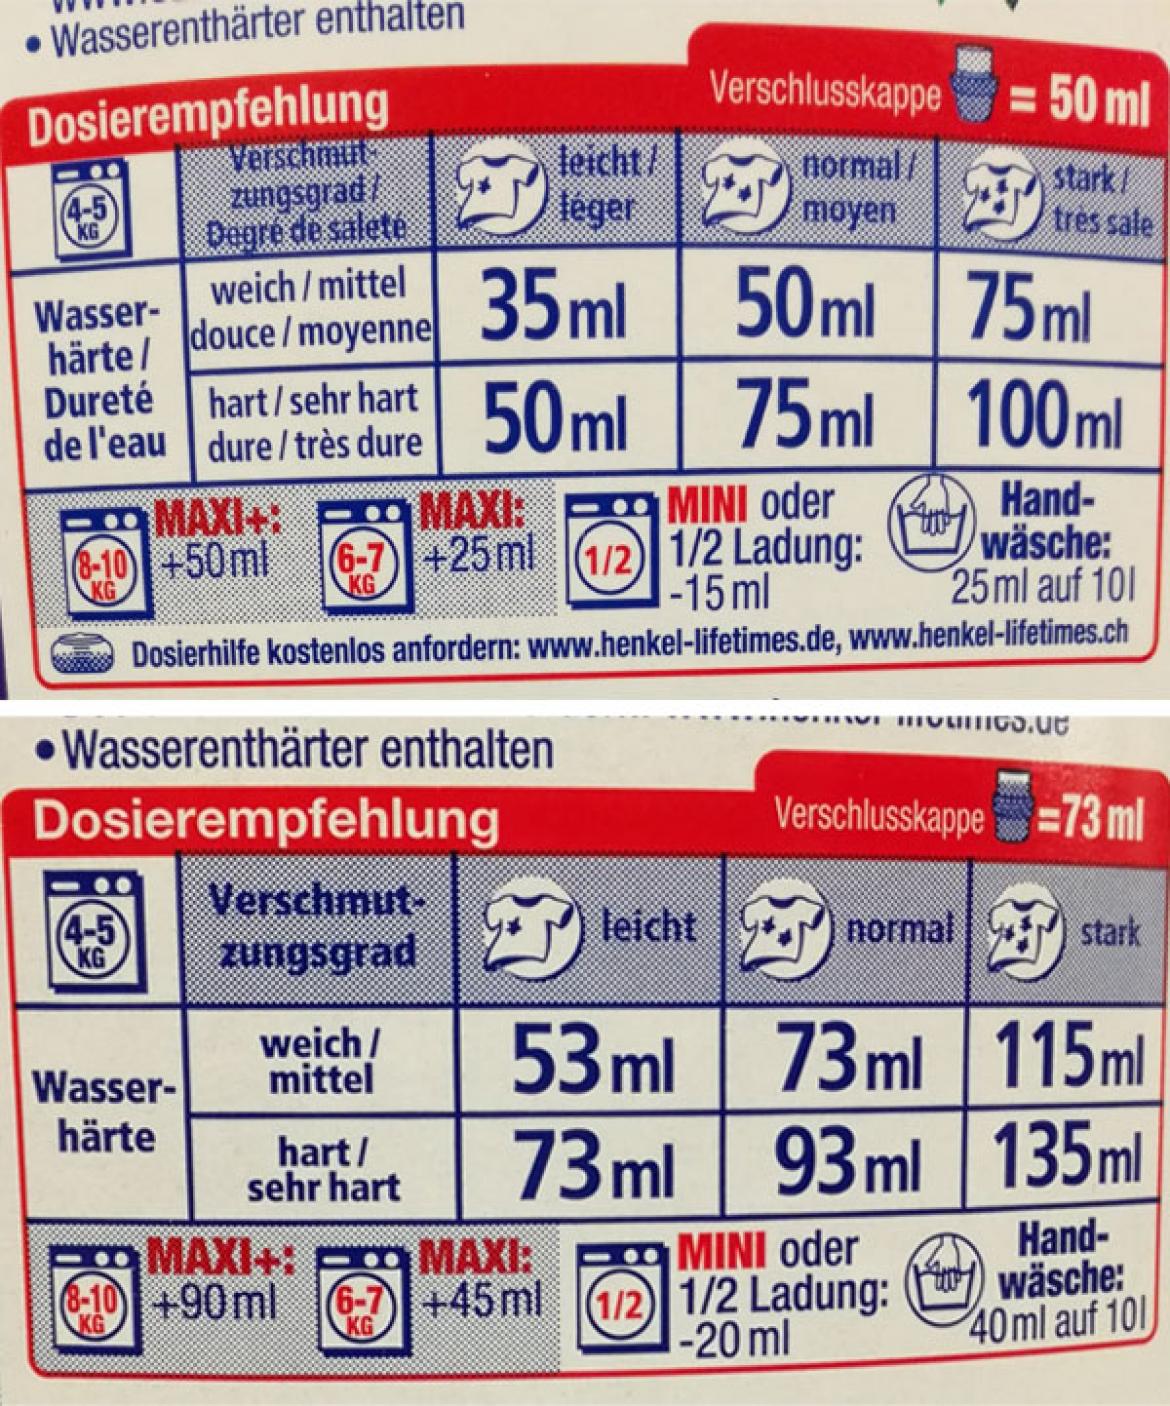 • Wasserenthärter enthalten
Dosierempfehlung
Verschlusskappe = 50 ml
4-5 KG
Verschmut-
zungsgrad /
Degré de saleté
leicht /
léger
normal /
moyen
stark /
très sale
Wasser-
härte /
Dureté
de l'eau
weich / mittel
douce / moyenne
35 ml 50 ml 75 ml
hart / sehr hart
dure / très dure
50 ml 75 ml 100 ml
8-10 KG
MAXI+:
+50 ml
6-7 KG
MAXI:
+25 ml
1/2
MINI oder
1/2 Ladung:
-15 ml
Hand-
wäsche:
25 ml auf 10 l
Dosierhilfe kostenlos anfordern: www.henkel-lifetimes.de, www.henkel-lifetimes.ch
• Wasserenthärter enthalten
Dosierempfehlung
Verschlusskappe =73 ml
4-5 KG
Verschmut-
zungsgrad
leicht
normal
stark
Wasser-
härte
weich /
mittel
53 ml 73 ml 115 ml
hart /
sehr hart
73 ml 93 ml 135 ml
8-10 KG
MAXI+:
+90 ml
6-7 KG
MAXI:
+45 ml
1/2
MINI oder
1/2 Ladung:
-20 ml
Hand-
wäsche:
40 ml auf 10 l